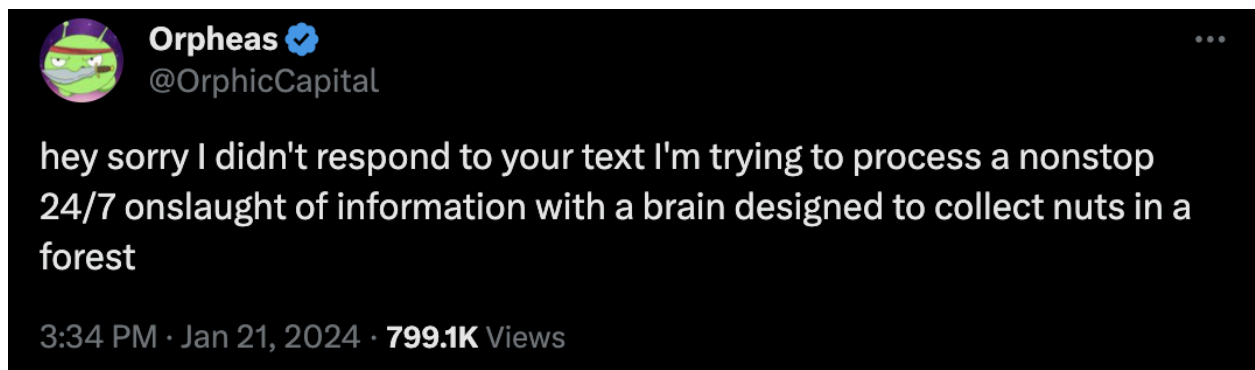 Orpheas
@OrphicCapital
hey sorry I didn't respond to your text I'm trying to process a nonstop
24/7 onslaught of information with a brain designed to collect nuts in a
forest
3:34 PM · Jan 21, 2024 · 799.1K Views